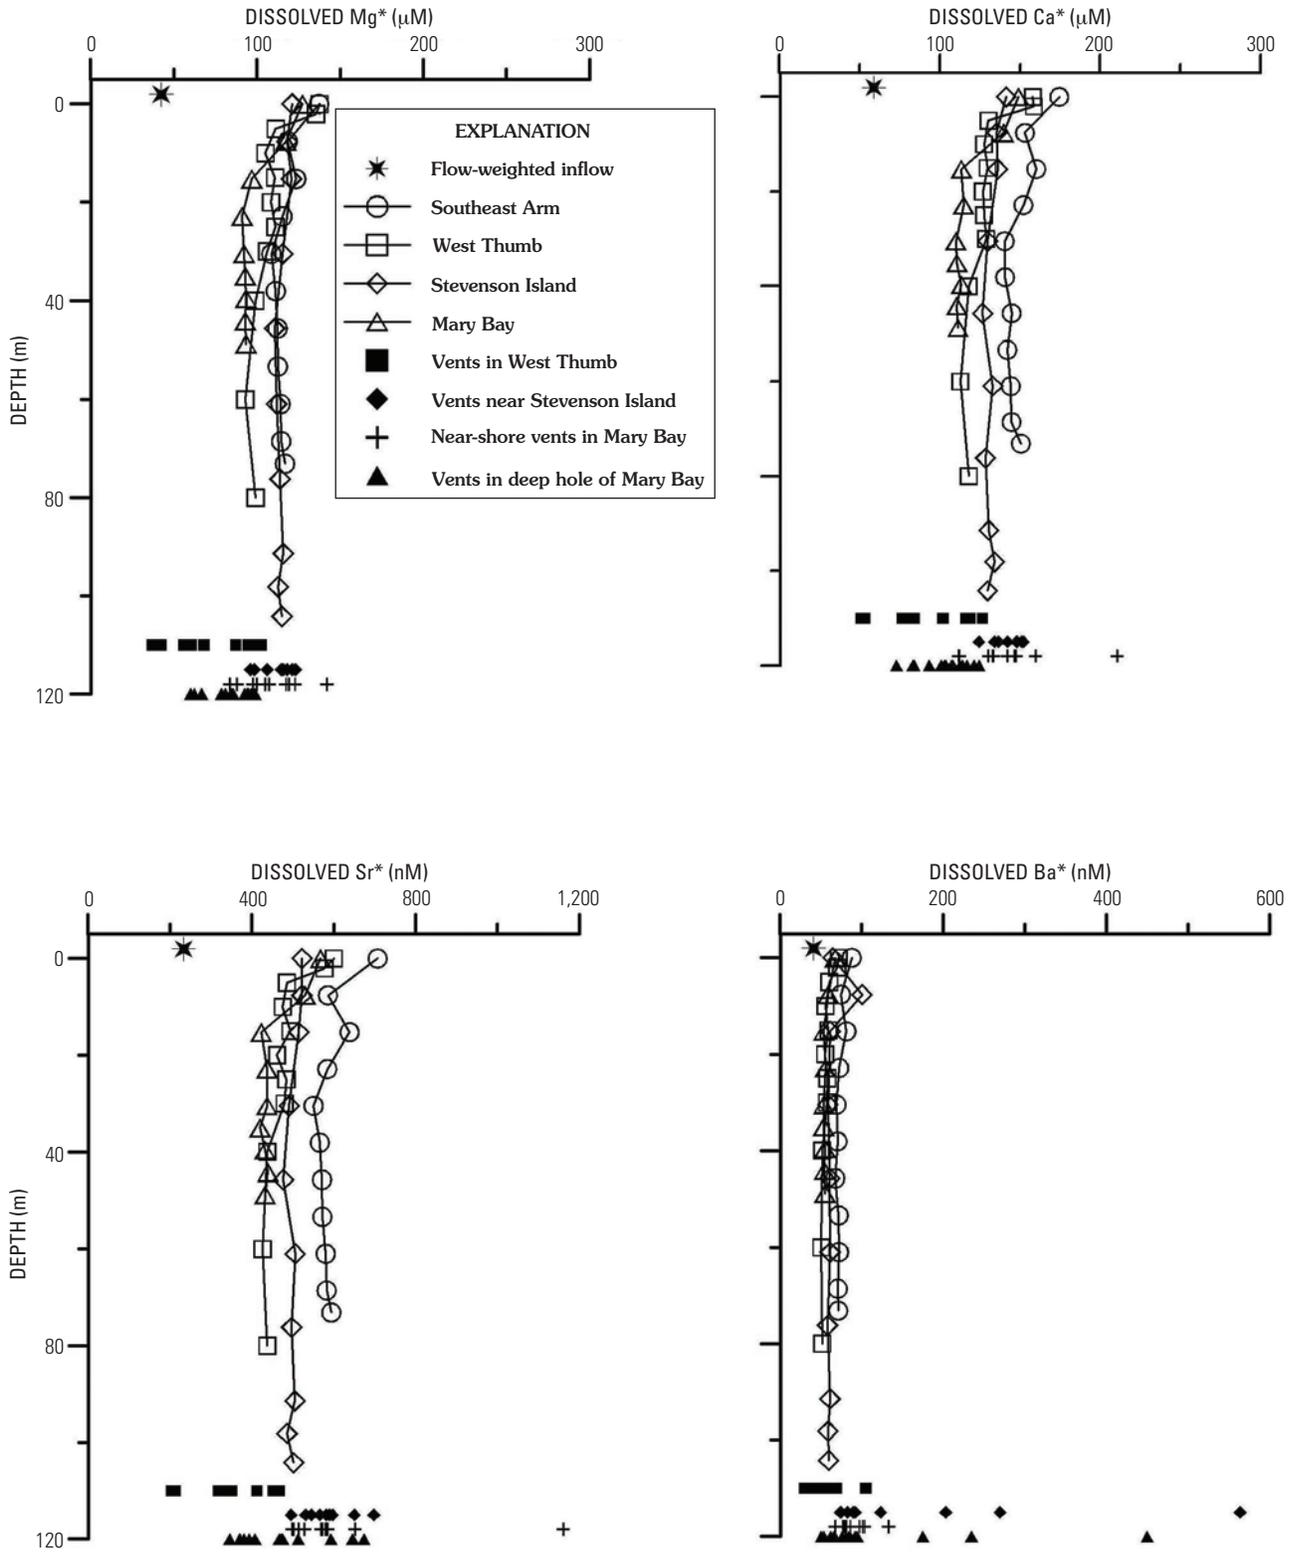 DISSOLVED Mg* (µM)
0 100 200 300
DISSOLVED Ca* (µM)
0 100 200 300
0
40
80
120
DEPTH (m)
EXPLANATION
Flow-weighted inflow
Southeast Arm
West Thumb
Stevenson Island
Mary Bay
Vents in West Thumb
Vents near Stevenson Island
Near-shore vents in Mary Bay
Vents in deep hole of Mary Bay
DISSOLVED Sr* (nM)
0 400 800 1,200
DISSOLVED Ba* (nM)
0 200 400 600
0
40
80
120
DEPTH (m)